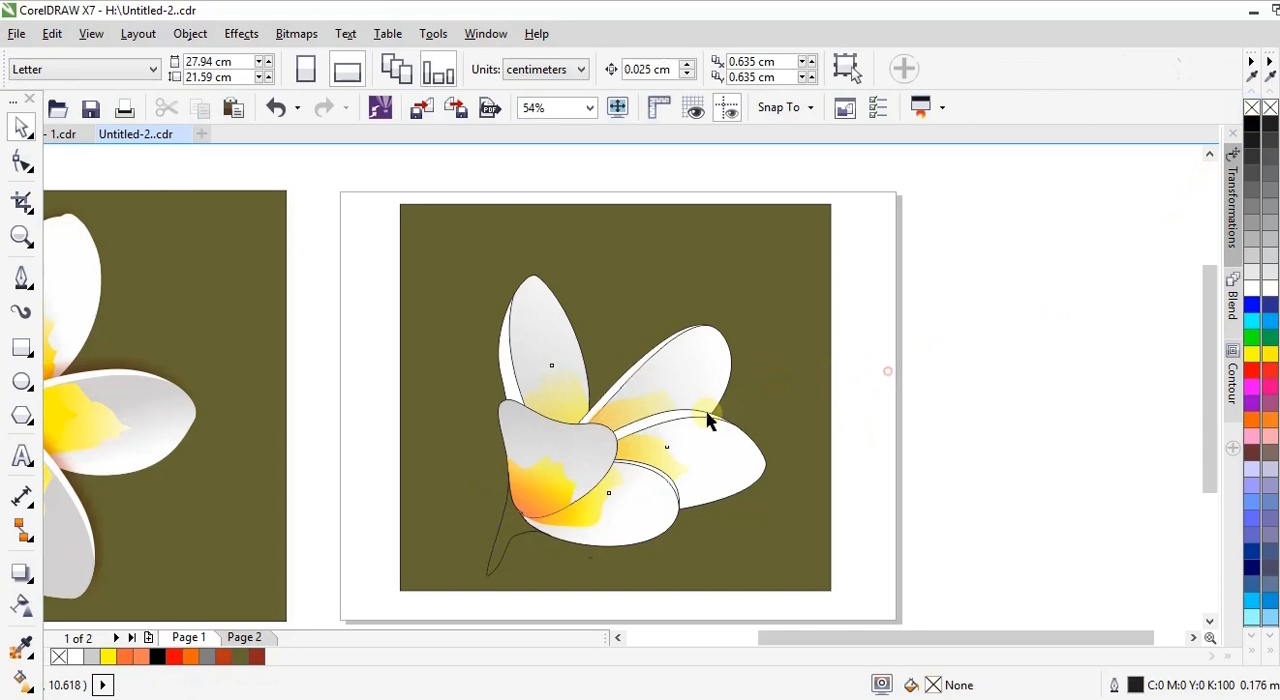 CorelDRAW X7 - H:\Untitled-2..cdr
File Edit View Layout Object Effects Bitmaps Text Table Tools Window Help
Letter 27.94 cm 21.59 cm Units: centimeters 0.025 cm 0.635 cm 0.635 cm
PDF 54% Snap To
- 1.cdr Untitled-2..cdr
Transformations
Blend
Contour
1 of 2 Page 1 Page 2
, 10.618 ) None C:0 M:0 Y:0 K:100 0.176 m